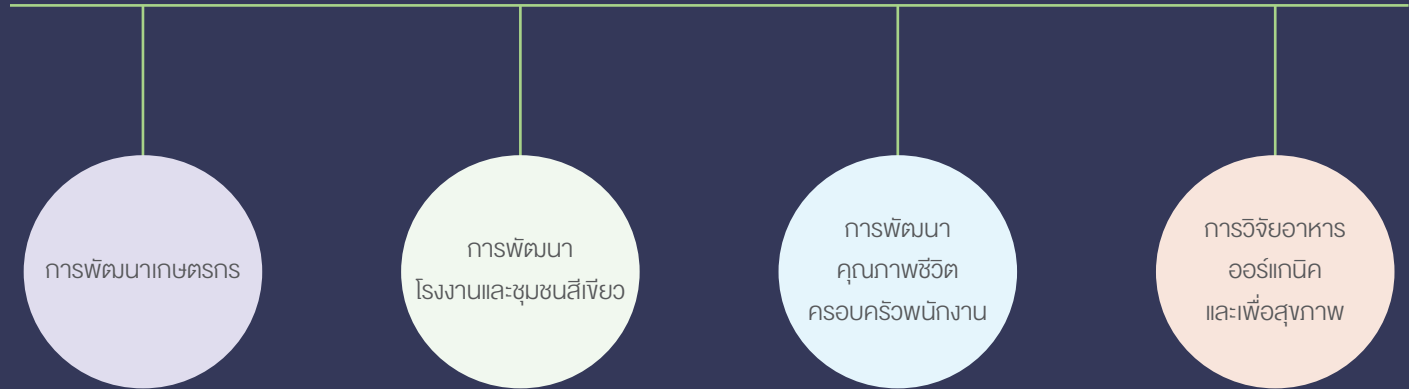 การพัฒนาเกษตรกร
การพัฒนา
โรงงานและชุมชนสีเขียว
การพัฒนา
คุณภาพชีวิต
ครอบครัวพนักงาน
การวิจัยอาหาร
ออร์แกนิค
และเพื่อสุขภาพ